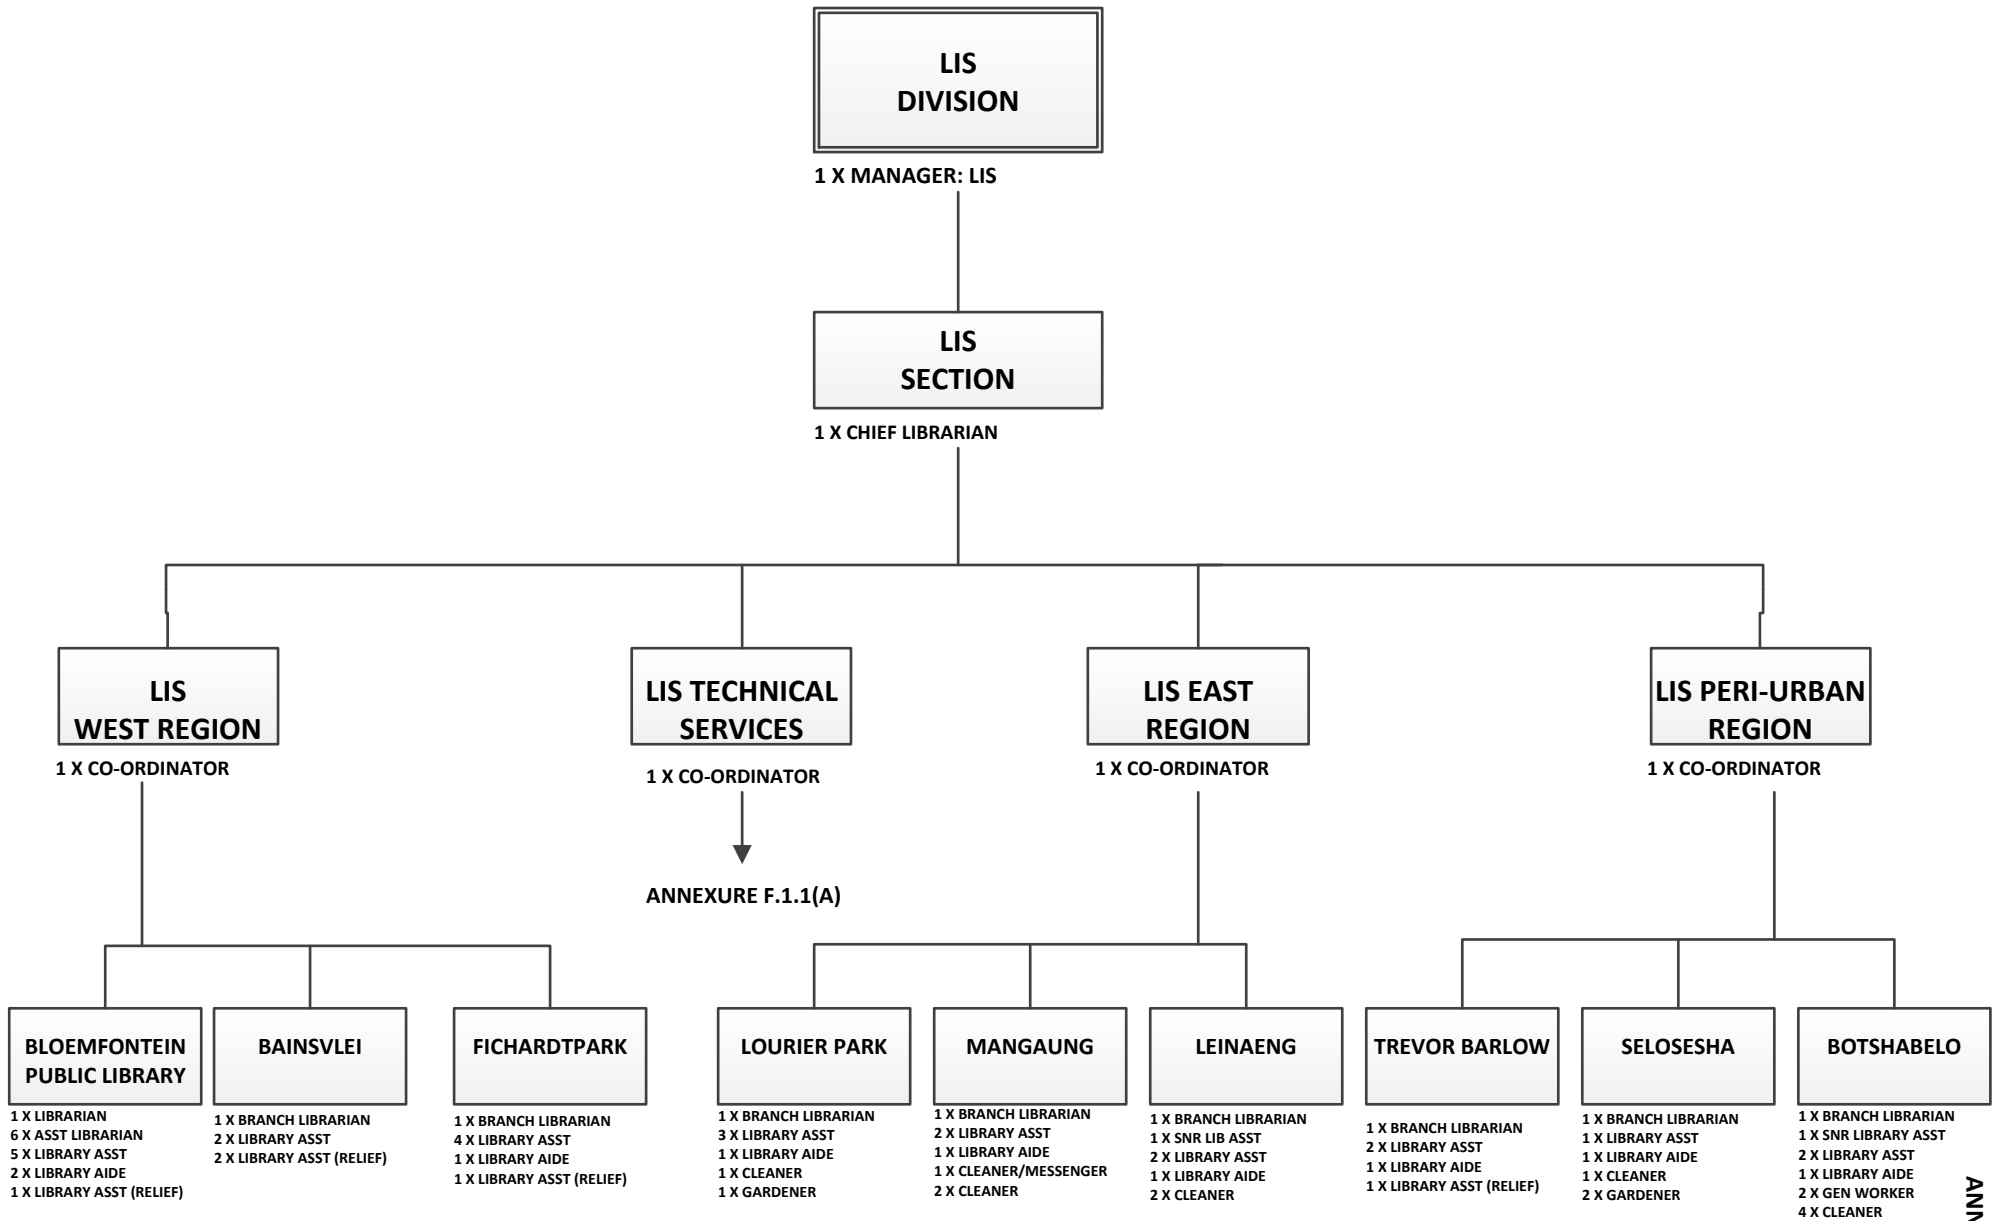 LIS
DIVISION
1 X MANAGER: LIS
LIS
SECTION
1 X CHIEF LIBRARIAN
LIS
WEST REGION
1 X CO-ORDINATOR
LIS TECHNICAL
SERVICES
1 X CO-ORDINATOR
ANNEXURE F.1.1(A)
LIS EAST
REGION
1 X CO-ORDINATOR
LIS PERI-URBAN
REGION
1 X CO-ORDINATOR
BLOEMFONTEIN
PUBLIC LIBRARY
1 X LIBRARIAN
6 X ASST LIBRARIAN
5 X LIBRARY ASST
2 X LIBRARY AIDE
1 X LIBRARY ASST (RELIEF)
BAINSVLEI
1 X BRANCH LIBRARIAN
2 X LIBRARY ASST
2 X LIBRARY ASST (RELIEF)
FICHARDTPARK
1 X BRANCH LIBRARIAN
4 X LIBRARY ASST
1 X LIBRARY AIDE
1 X LIBRARY ASST (RELIEF)
LOURIER PARK
1 X BRANCH LIBRARIAN
3 X LIBRARY ASST
1 X LIBRARY AIDE
1 X CLEANER
1 X GARDENER
MANGAUNG
1 X BRANCH LIBRARIAN
2 X LIBRARY ASST
1 X LIBRARY AIDE
1 X CLEANER/MESSENGER
2 X CLEANER
LEINAENG
1 X BRANCH LIBRARIAN
1 X SNR LIB ASST
2 X LIBRARY ASST
1 X LIBRARY AIDE
2 X CLEANER
TREVOR BARLOW
1 X BRANCH LIBRARIAN
2 X LIBRARY ASST
1 X LIBRARY AIDE
1 X LIBRARY ASST (RELIEF)
SELOSESHA
1 X BRANCH LIBRARIAN
1 X LIBRARY ASST
1 X LIBRARY AIDE
1 X CLEANER
2 X GARDENER
BOTSHABELO
1 X BRANCH LIBRARIAN
1 X SNR LIBRARY ASST
2 X LIBRARY ASST
1 X LIBRARY AIDE
2 X GEN WORKER
4 X CLEANER